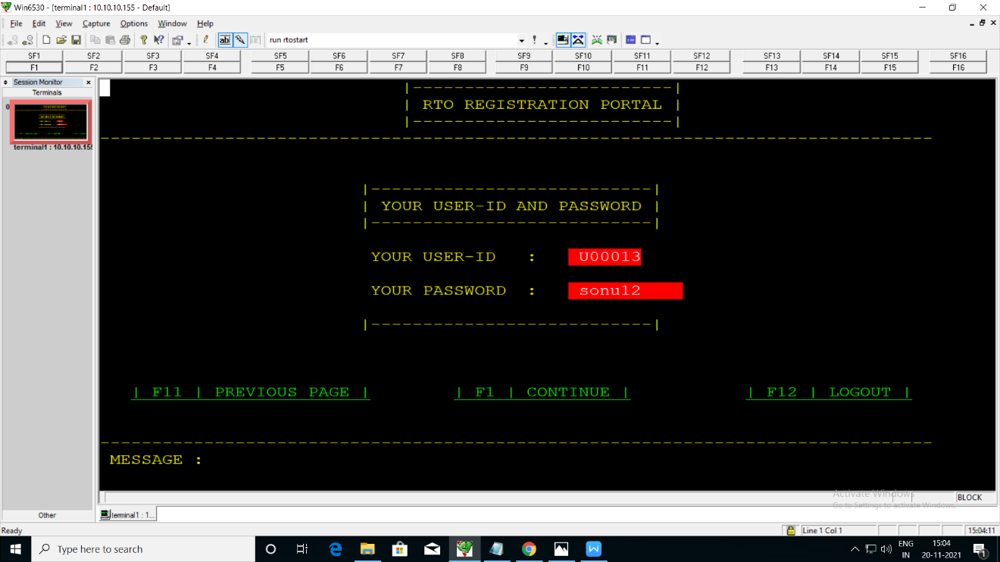 Win6530 - [terminal1 : 10.10.10.155 - Default]
File Edit View Capture Options Window Help
run rtostart
SF1 SF2 SF3 SF4 SF5 SF6 SF7 SF8 SF9 SF10 SF11 SF12 SF13 SF14 SF15 SF16
F1 F2 F3 F4 F5 F6 F7 F8 F9 F10 F11 F12 F13 F14 F15 F16
Session Monitor
Terminals
0
terminal1 : 10.10.10.155
Other
|-------------------------|
| RTO REGISTRATION PORTAL |
|-------------------------|
--------------------------------------------------------------------------------
|---------------------------|
| YOUR USER-ID AND PASSWORD |
|---------------------------|
YOUR USER-ID : U00013
YOUR PASSWORD : sonu12
|---------------------------|
| F11 | PREVIOUS PAGE | | F1 | CONTINUE | | F12 | LOGOUT |
--------------------------------------------------------------------------------
MESSAGE :
Activate Windows
Go to Settings to activate Windows.
BLOCK
terminal1 : 1...
Ready
Line 1 Col 1
15:04:11
Type here to search
ENG
IN
15:04
20-11-2021
1